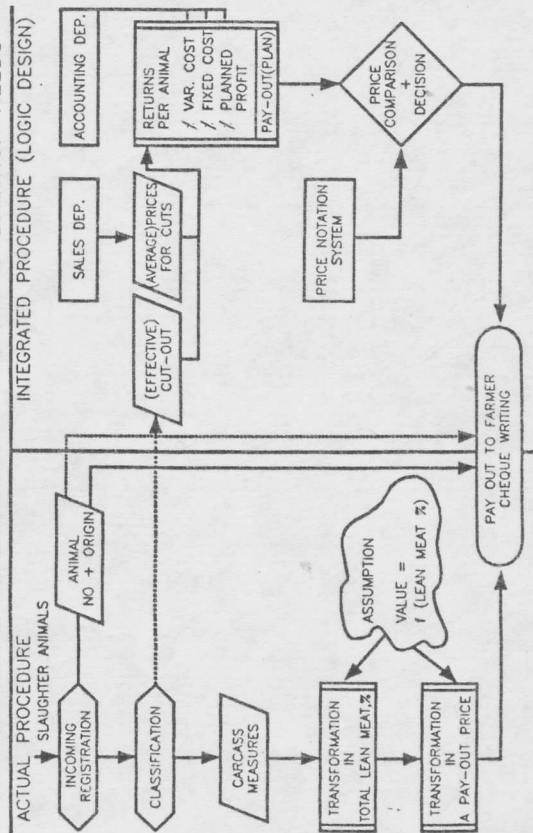 ACTUAL PROCEDURE
SLAUGHTER ANIMALS
INCOMING
REGISTRATION
ANIMAL
NO + ORIGIN
CLASSIFICATION
CARCASS
MEASURES
TRANSFORMATION
IN
TOTAL LEAN MEAT,%
TRANSFORMATION
IN
A PAY-OUT PRICE
ASSUMPTION
VALUE =
f (LEAN MEAT %)
PAY OUT TO FARMER
CHEQUE WRITING
INTEGRATED PROCEDURE (LOGIC DESIGN)
SALES DEP.
ACCOUNTING DEP.
(EFFECTIVE)
CUT-OUT
(AVERAGE)PRICES
FOR CUTS
RETURNS
PER ANIMAL
⁒ VAR. COST
⁒ FIXED COST
⁒ PLANNED
PROFIT
PAY-OUT(PLAN)
PRICE NOTATION
SYSTEM
PRICE
COMPARISON
+
DECISION